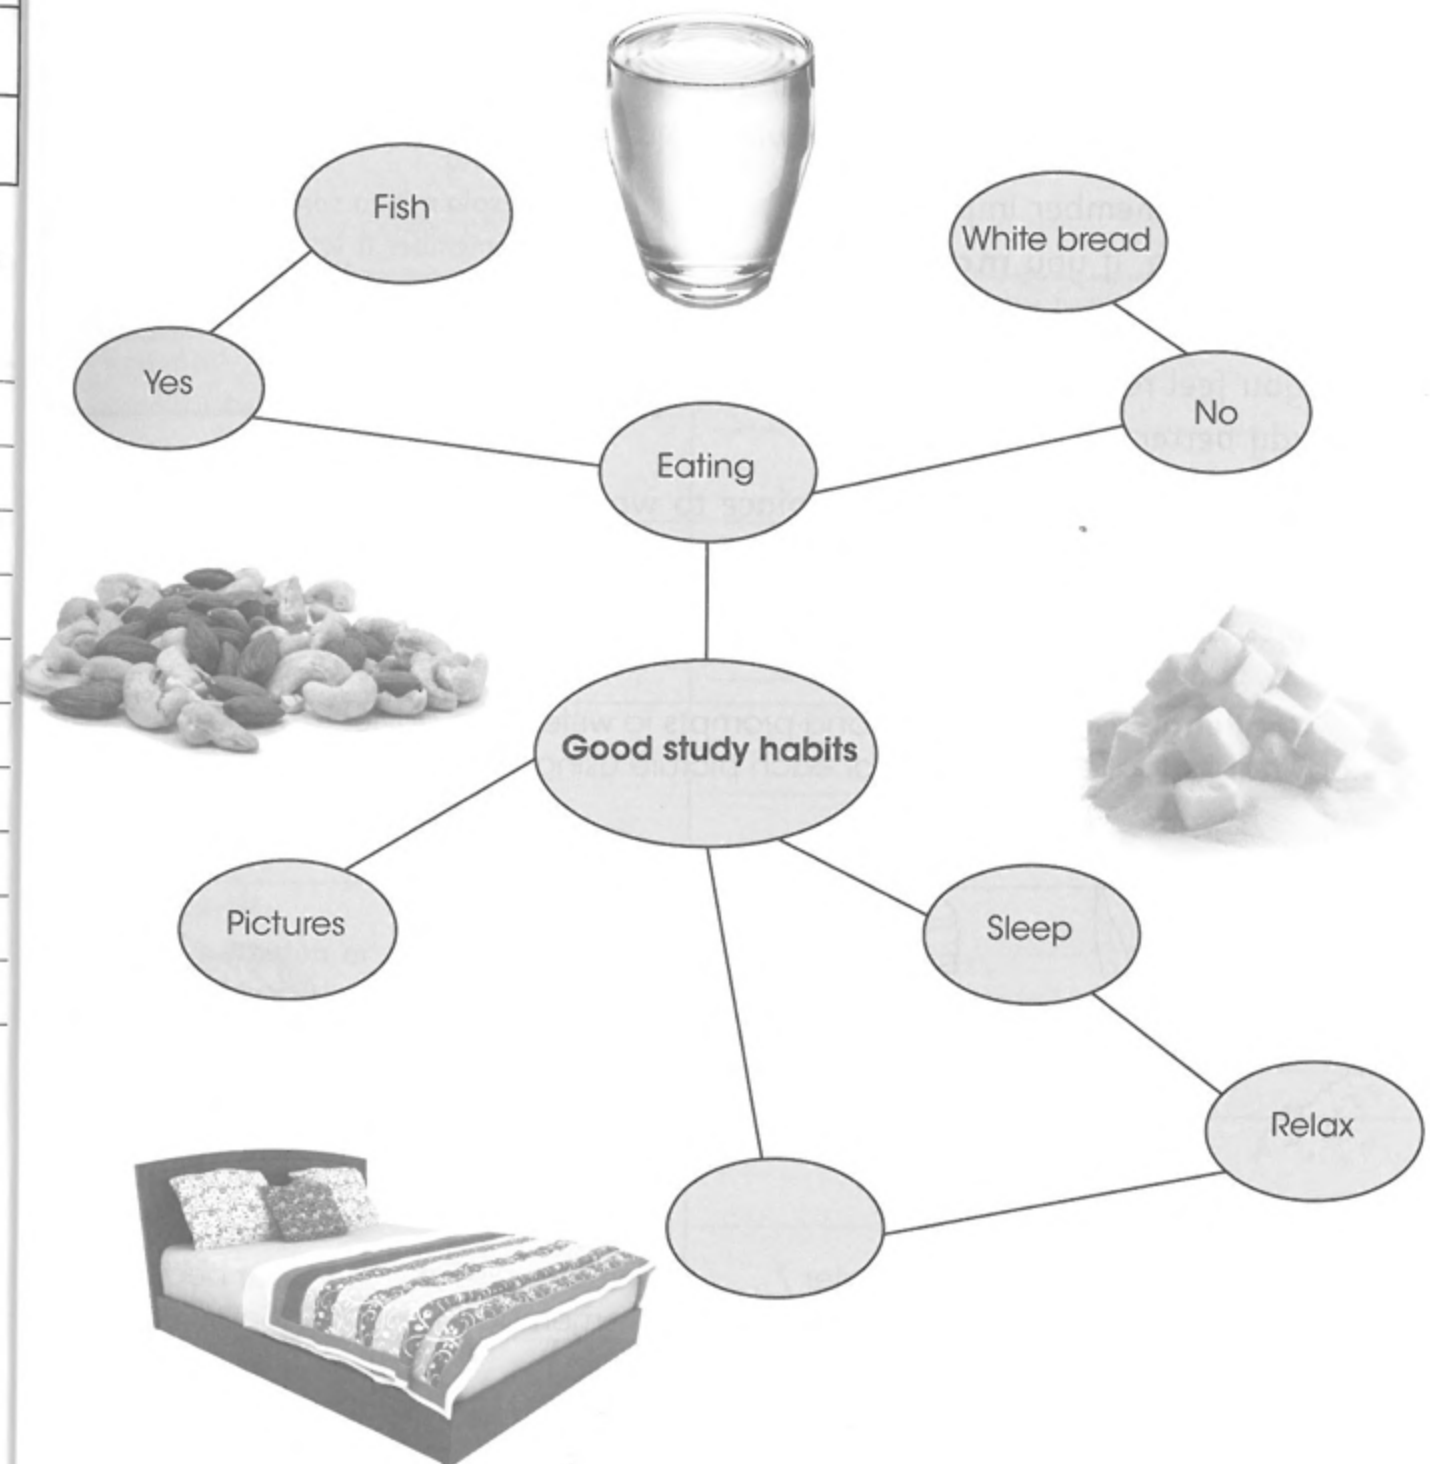 Fish
White bread
Yes
No
Eating
Good study habits
Pictures
Sleep
Relax